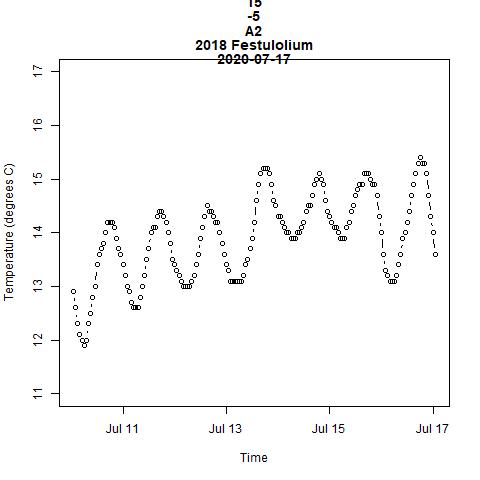 15
-5
A2
2018 Festulolium
2020-07-17
Temperature (degrees C)
17
16
15
14
13
12
11
Jul 11
Jul 13
Jul 15
Jul 17
Time